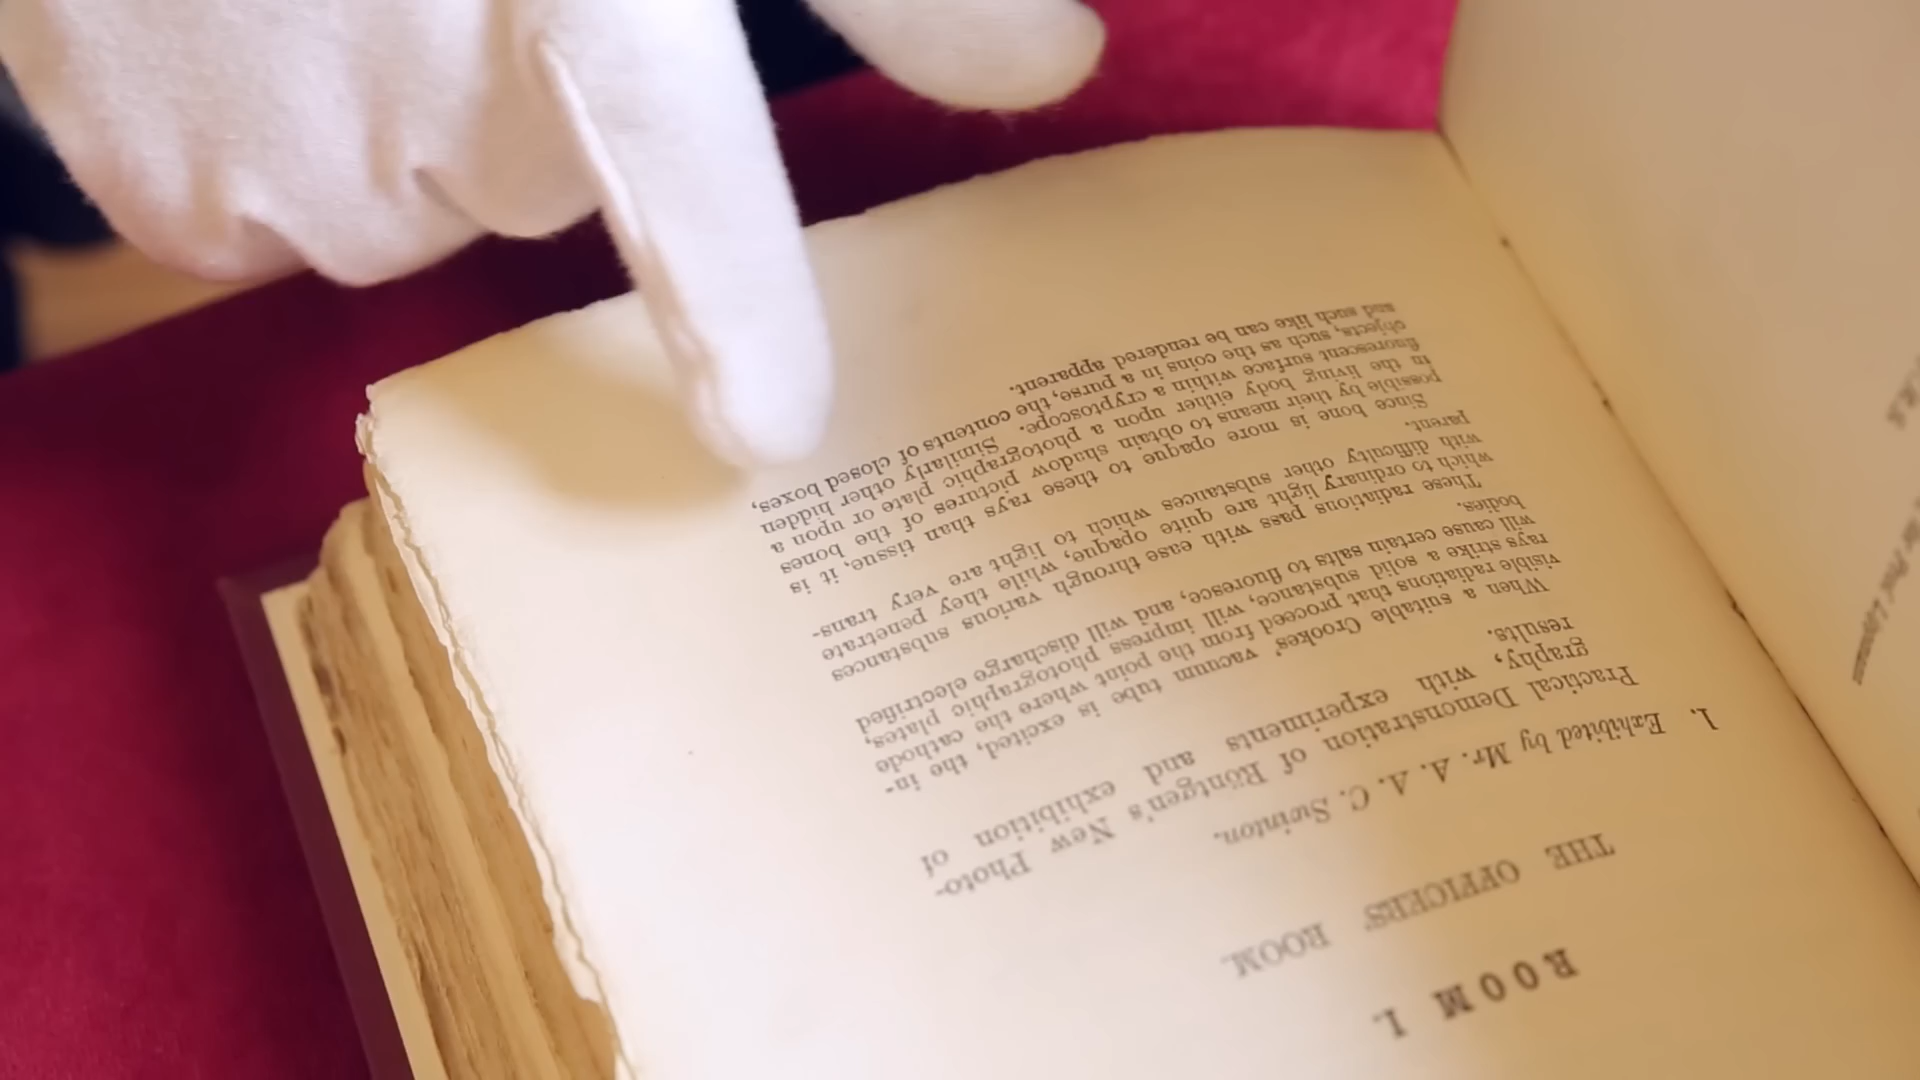 ROOM I.
THE OFFICERS' ROOM.
1. Exhibited by Mr. A. A. C. Swinton.
Practical Demonstration of Röntgen's New Photo-
graphy, with experiments and exhibition of
results.
When a suitable Crookes' vacuum tube is excited, the in-
visible radiations that proceed from the point where the cathode
rays strike a solid substance, will impress photographic plates,
will cause certain salts to fluoresce, and will discharge electrified
bodies.
These radiations pass with ease through various substances
which to ordinary light are quite opaque, while they penetrate
with difficulty other substances which to light are very trans-
parent.
Since bone is more opaque to these rays than tissue, it is
possible by their means to obtain shadow pictures of the bones
in the living body either upon a photographic plate or upon a
fluorescent surface within a cryptoscope. Similarly other hidden
objects, such as the coins in a purse, the contents of closed boxes,
and such like can be rendered apparent.